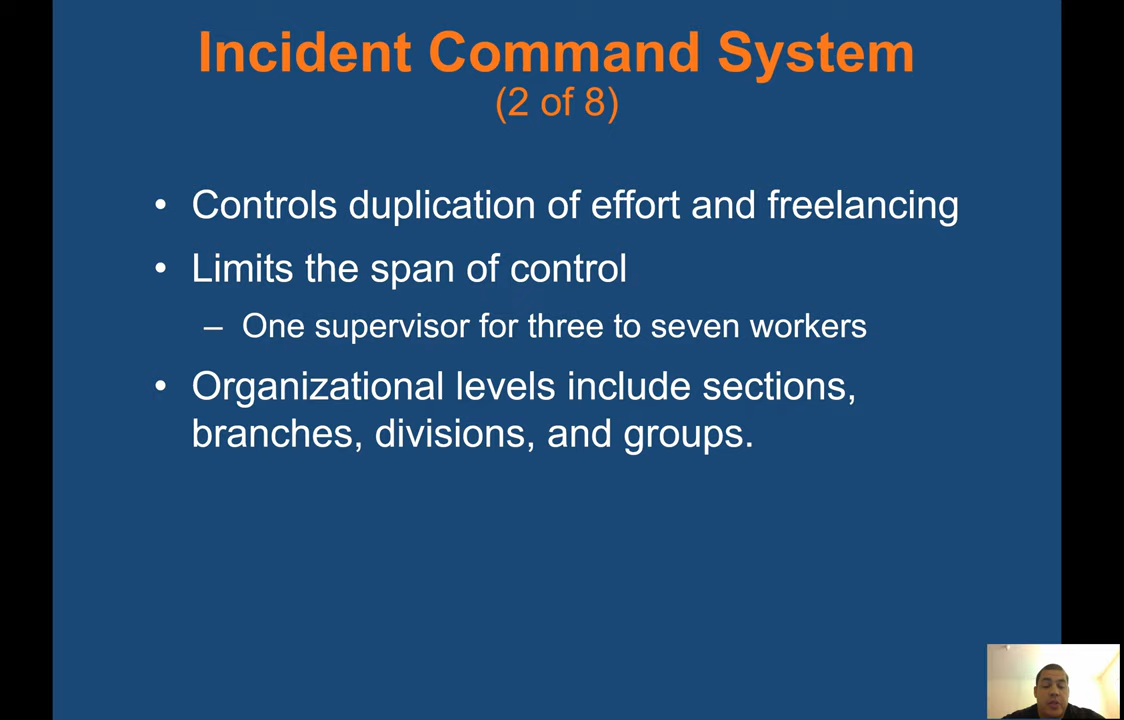 Incident Command System
(2 of 8)
• Controls duplication of effort and freelancing
• Limits the span of control
– One supervisor for three to seven workers
• Organizational levels include sections,
branches, divisions, and groups.